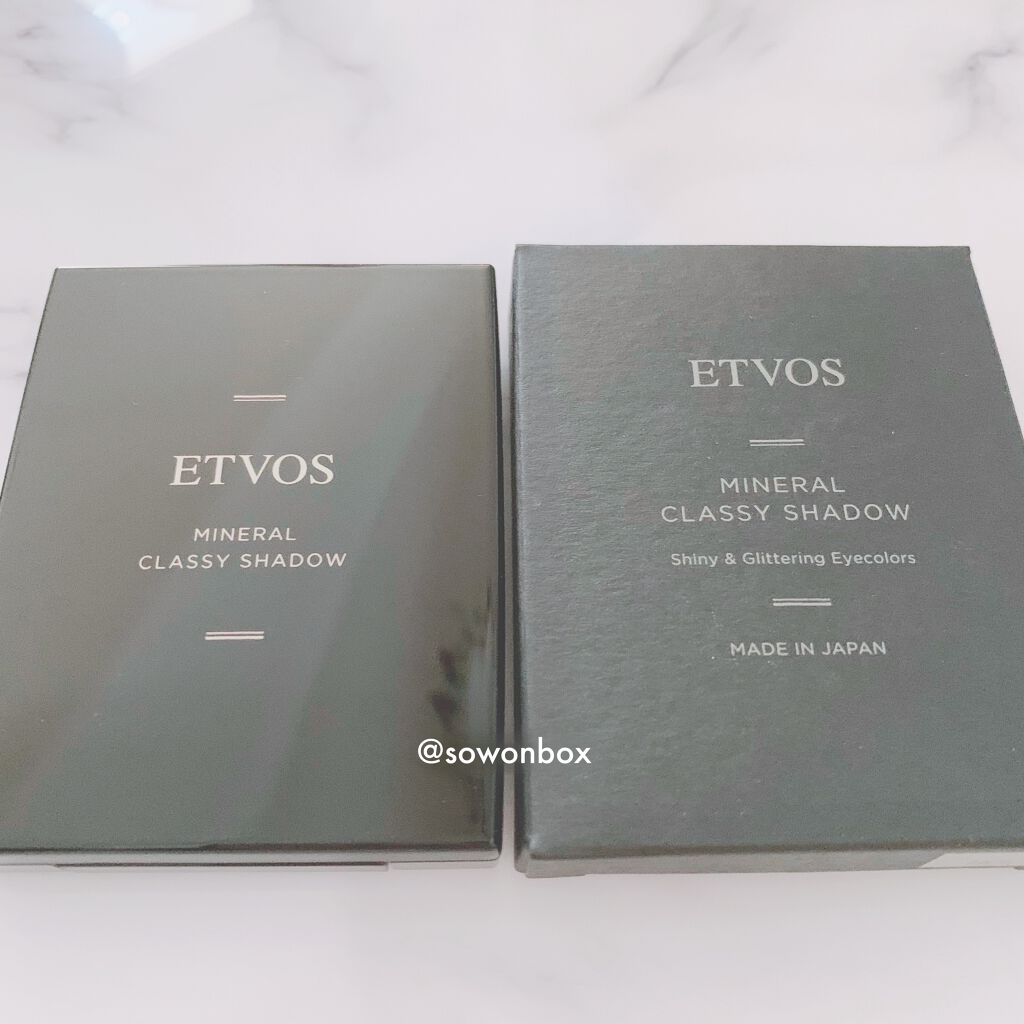 ETVOS
MINERAL
CLASSY SHADOW
ETVOS
MINERAL
CLASSY SHADOW
Shiny & Glittering Eyecolors
MADE IN JAPAN
@sowonbox